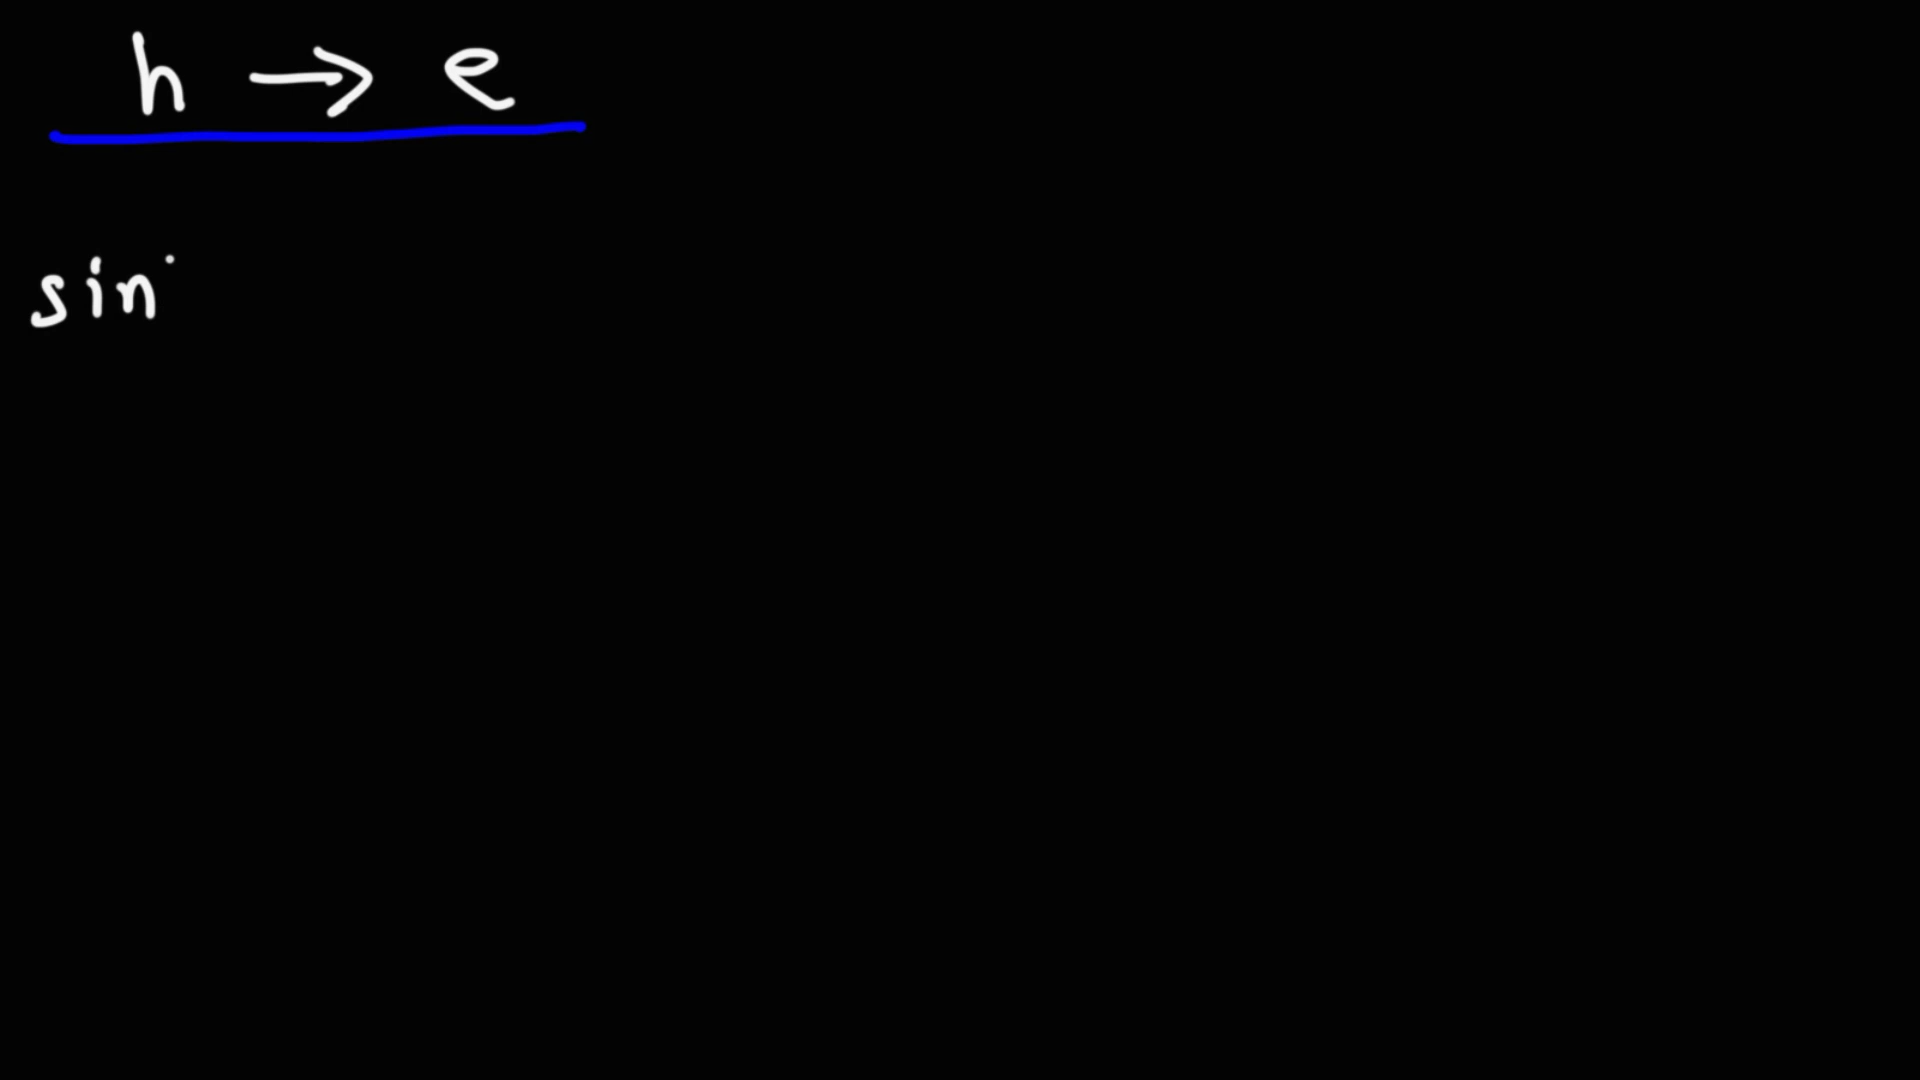 h → e
sin